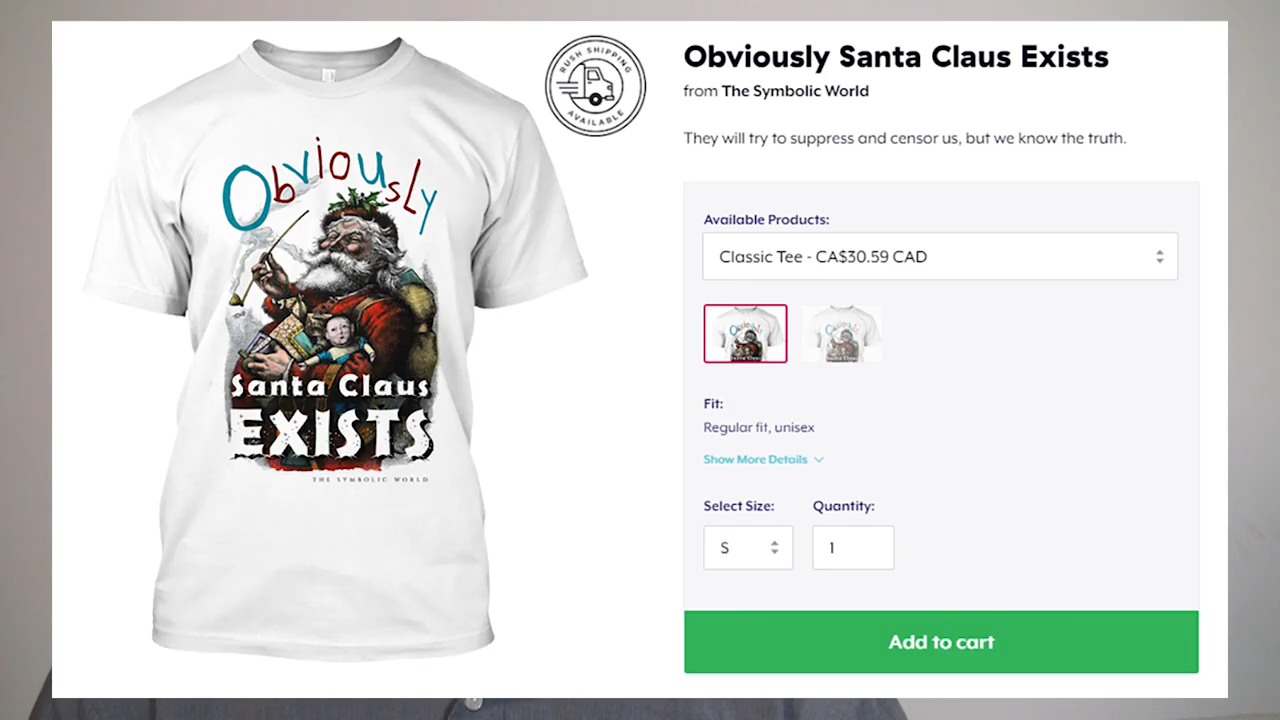 Obviously
Santa Claus
EXISTS
THE SYMBOLIC WORLD
RUSH SHIPPING
AVAILABLE
Obviously Santa Claus Exists
from The Symbolic World
They will try to suppress and censor us, but we know the truth.
Available Products:
Classic Tee - CA$30.59 CAD
Fit:
Regular fit, unisex
Show More Details
Select Size:
Quantity:
S
1
Add to cart